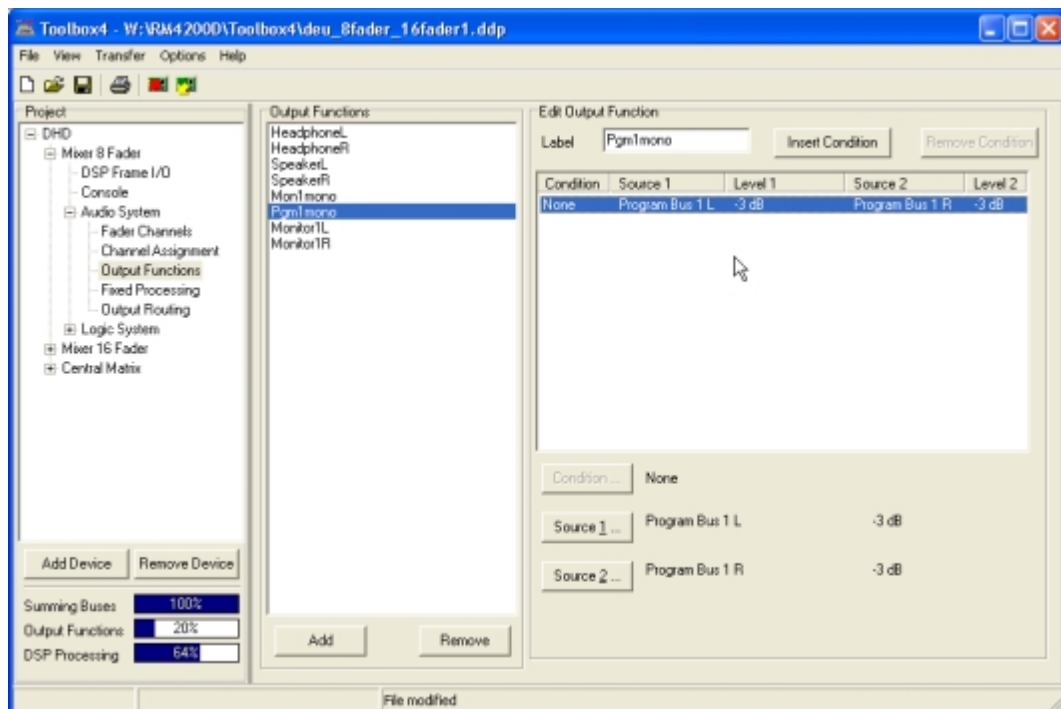 Toolbox4 - W:\RM4200D\Toolbox4\deu_8fader_16fader1.ddp
File View Transfer Options Help
Project
DHD
Mixer 8 Fader
DSP Frame I/O
Console
Audio System
Fader Channels
Channel Assignment
Output Functions
Fixed Processing
Output Routing
Logic System
Mixer 16 Fader
Central Matrix
Add Device Remove Device
Summing Buses 100%
Output Functions 20%
DSP Processing 64%
Output Functions
HeadphoneL
HeadphoneR
SpeakerL
SpeakerR
Mon1mono
Pgm1mono
Monitor1L
Monitor1R
Add Remove
Edit Output Function
Label Pgm1mono Insert Condition Remove Condition
Condition Source 1 Level 1 Source 2 Level 2
None Program Bus 1 L -3 dB Program Bus 1 R -3 dB
Condition ... None
Source 1 ... Program Bus 1 L -3 dB
Source 2 ... Program Bus 1 R -3 dB
File modified